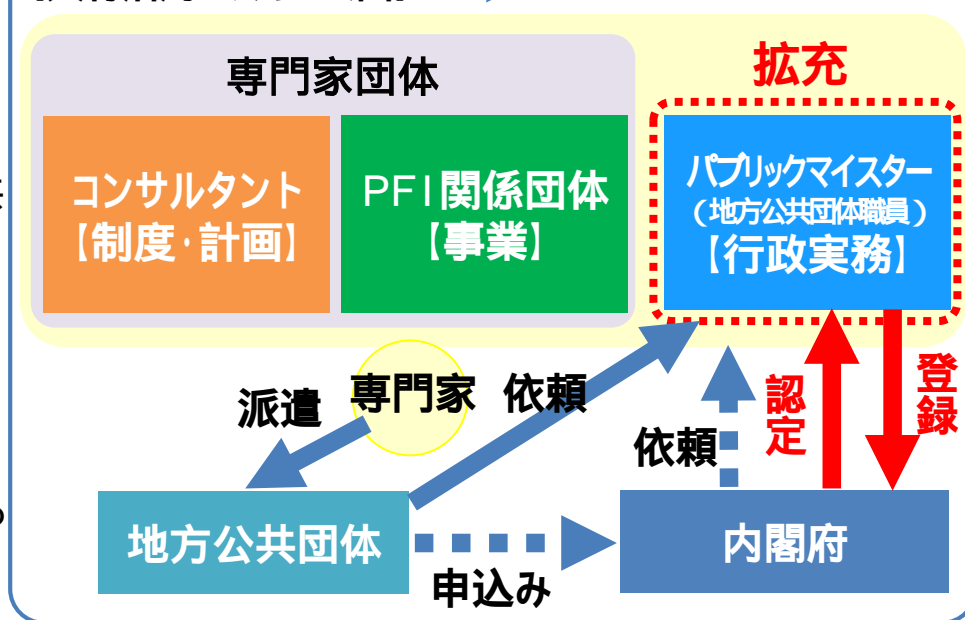 専門家団体
拡充
コンサルタント
【制度・計画】
PFI関係団体
【事業】
パブリックマイスター
（地方公共団体職員）
【行政実務】
派遣
専門家
依頼
依頼
認定
登録
地方公共団体
申込み
内閣府